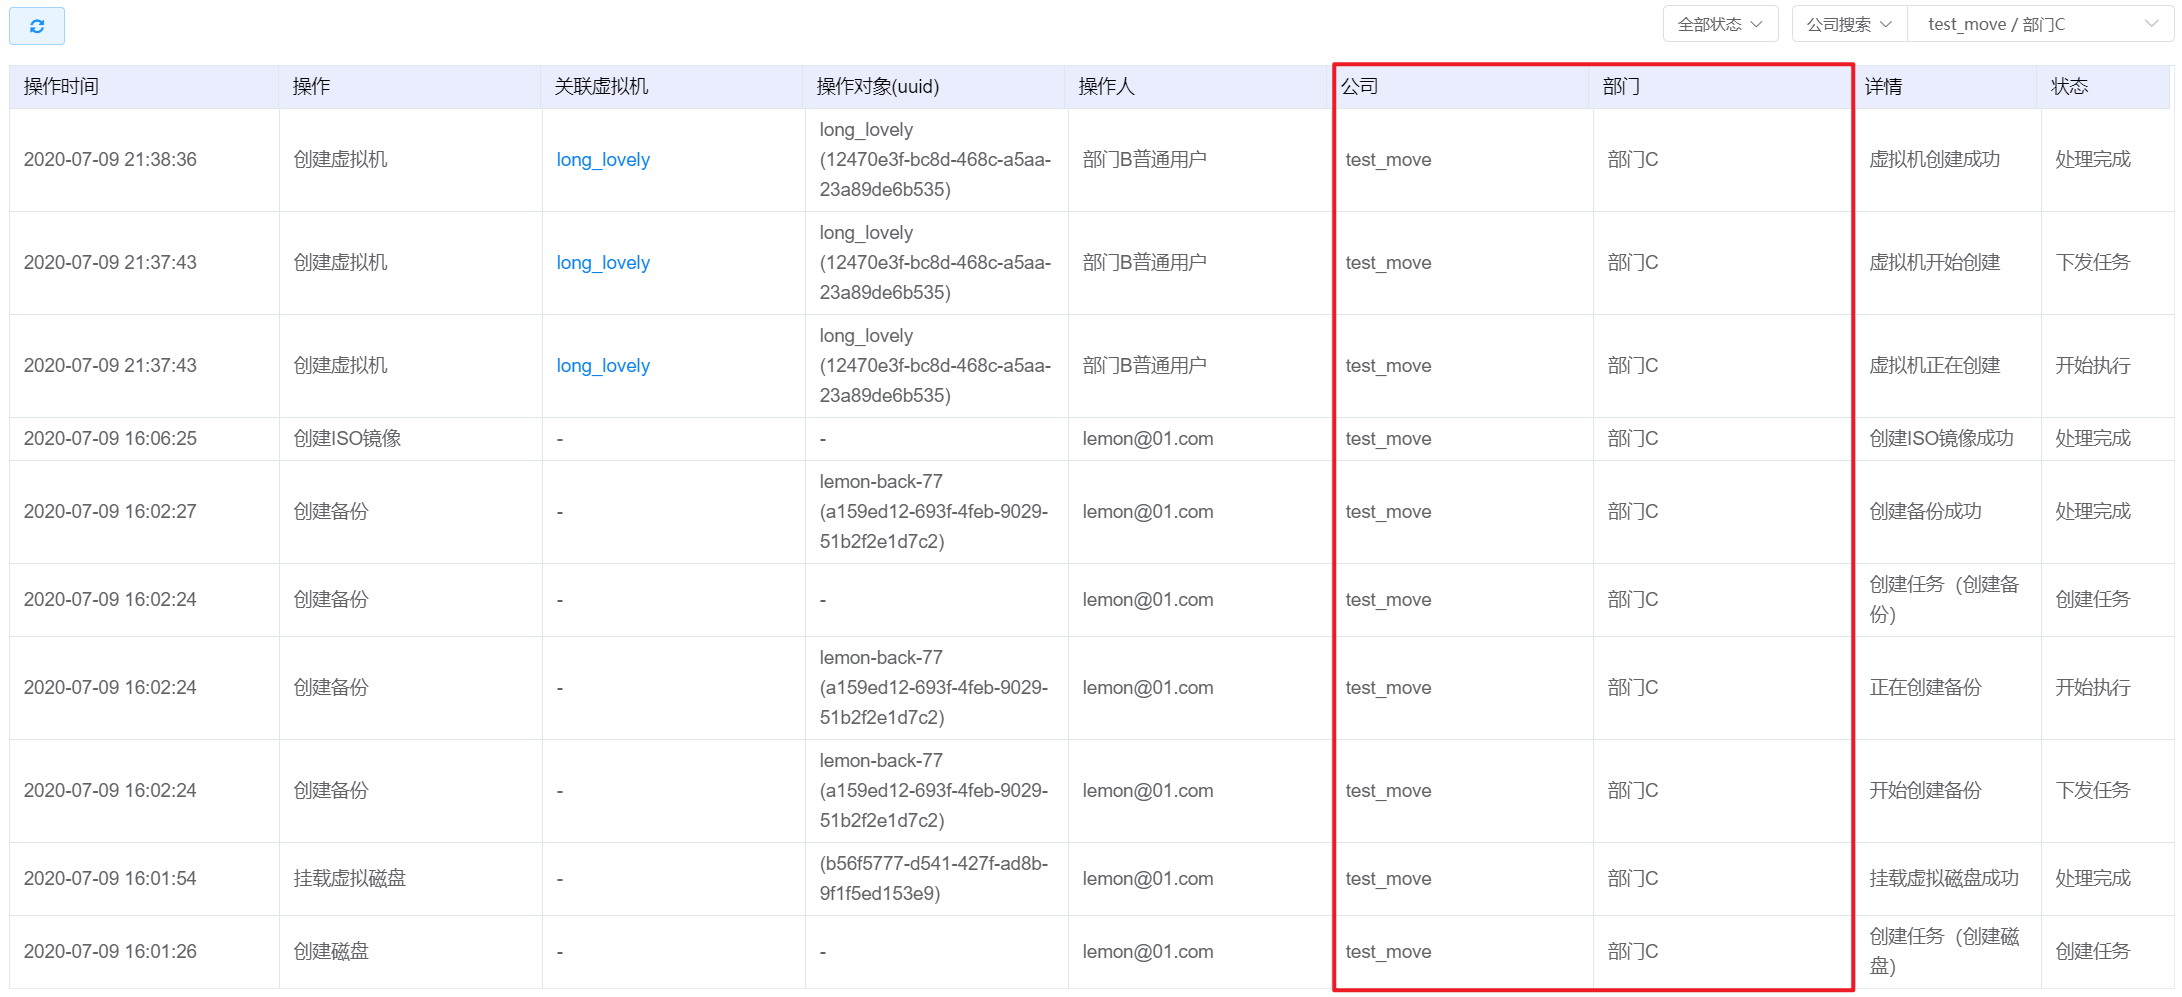 全部状态
公司搜索
test_move / 部门C
操作时间 操作 关联虚拟机 操作对象(uuid) 操作人 公司 部门 详情 状态
2020-07-09 21:38:36 创建虚拟机 long_lovely long_lovely
(12470e3f-bc8d-468c-a5aa-
23a89de6b535) 部门B普通用户 test_move 部门C 虚拟机创建成功 处理完成
2020-07-09 21:37:43 创建虚拟机 long_lovely long_lovely
(12470e3f-bc8d-468c-a5aa-
23a89de6b535) 部门B普通用户 test_move 部门C 虚拟机开始创建 下发任务
2020-07-09 21:37:43 创建虚拟机 long_lovely long_lovely
(12470e3f-bc8d-468c-a5aa-
23a89de6b535) 部门B普通用户 test_move 部门C 虚拟机正在创建 开始执行
2020-07-09 16:06:25 创建ISO镜像 - - lemon@01.com test_move 部门C 创建ISO镜像成功 处理完成
2020-07-09 16:02:27 创建备份 - lemon-back-77
(a159ed12-693f-4feb-9029-
51b2f2e1d7c2) lemon@01.com test_move 部门C 创建备份成功 处理完成
2020-07-09 16:02:24 创建备份 - - lemon@01.com test_move 部门C 创建任务（创建备
份） 创建任务
2020-07-09 16:02:24 创建备份 - lemon-back-77
(a159ed12-693f-4feb-9029-
51b2f2e1d7c2) lemon@01.com test_move 部门C 正在创建备份 开始执行
2020-07-09 16:02:24 创建备份 - lemon-back-77
(a159ed12-693f-4feb-9029-
51b2f2e1d7c2) lemon@01.com test_move 部门C 开始创建备份 下发任务
2020-07-09 16:01:54 挂载虚拟磁盘 - (b56f5777-d541-427f-ad8b-
9f1f5ed153e9) lemon@01.com test_move 部门C 挂载虚拟磁盘成功 处理完成
2020-07-09 16:01:26 创建磁盘 - - lemon@01.com test_move 部门C 创建任务（创建磁
盘） 创建任务